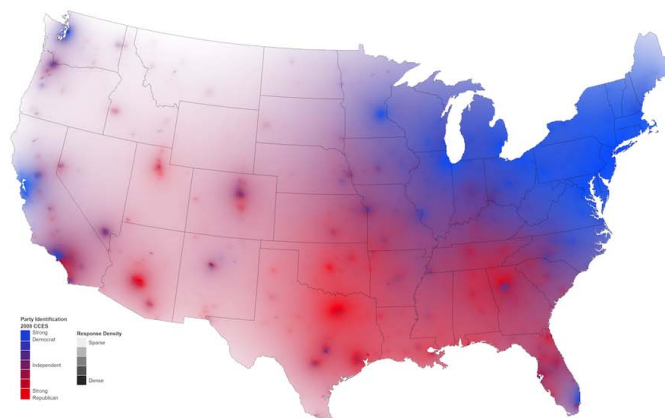 Party Identification
2008 CCES
Strong
Democrat
Independent
Strong
Republican
Response Density
Sparse
Dense